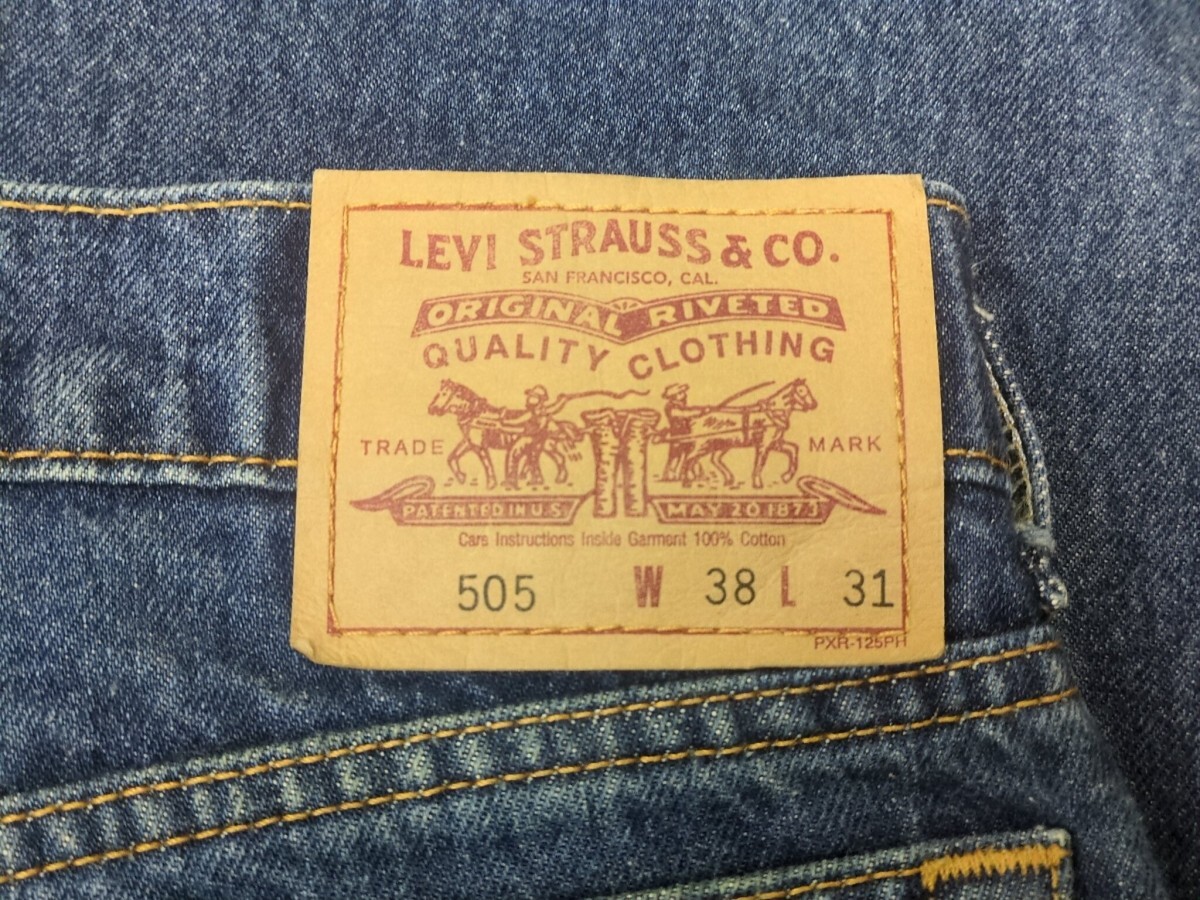 LEVI STRAUSS & CO.
SAN FRANCISCO, CAL.
ORIGINAL RIVETED
QUALITY CLOTHING
TRADE MARK
PATENTED IN U.S. MAY 20 1873
Care Instructions Inside Garment 100% Cotton
505 W 38 L 31
PXR-125PH